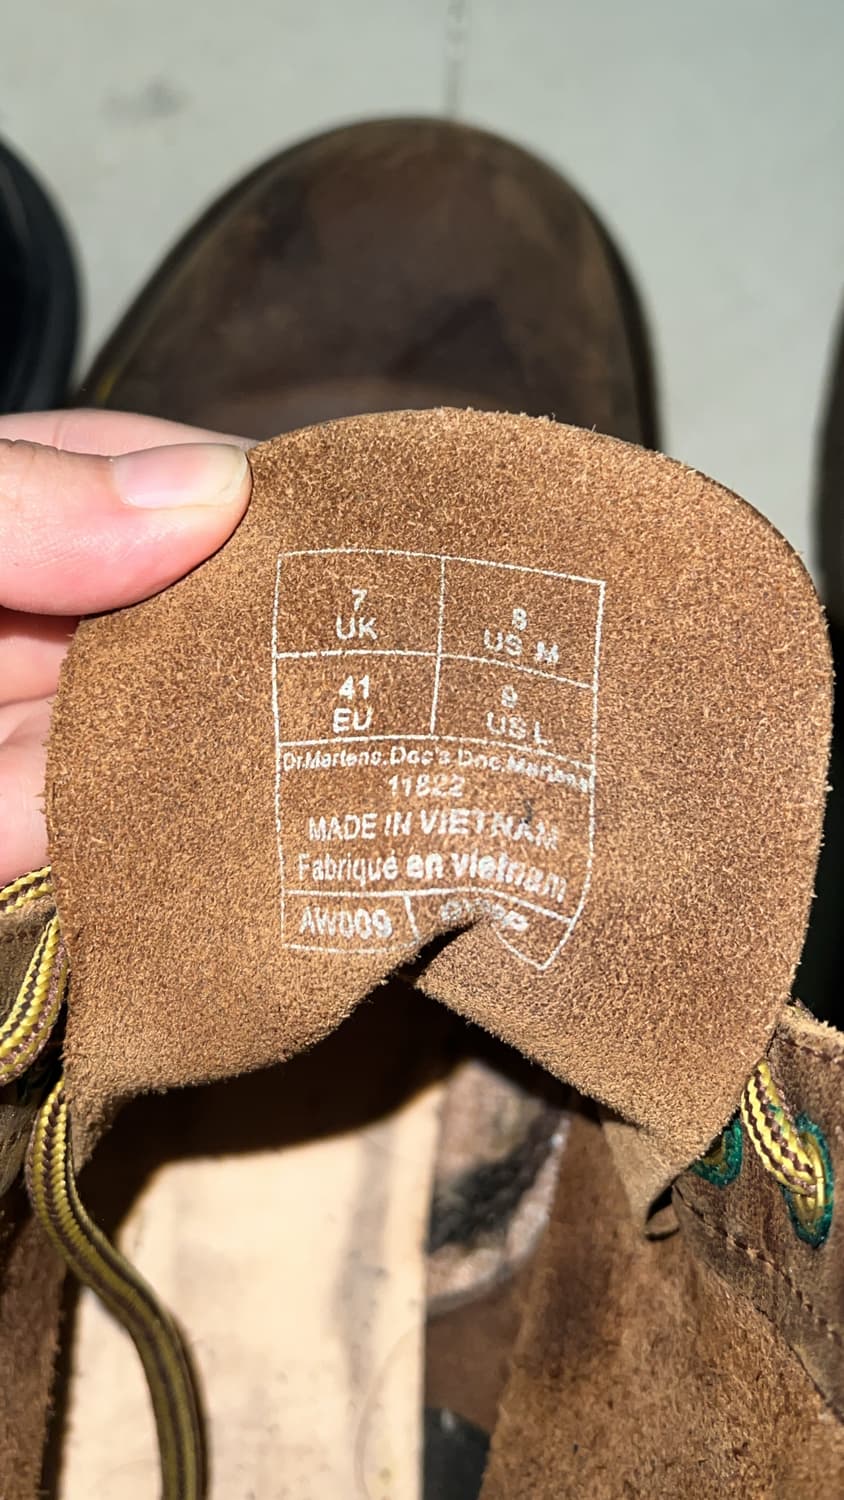 7
UK
8
US M
41
EU
9
US L
Dr.Martens.Doc's Doc.Martens
11822
MADE IN VIETNAM
Fabriqué en Vietnam
AW009